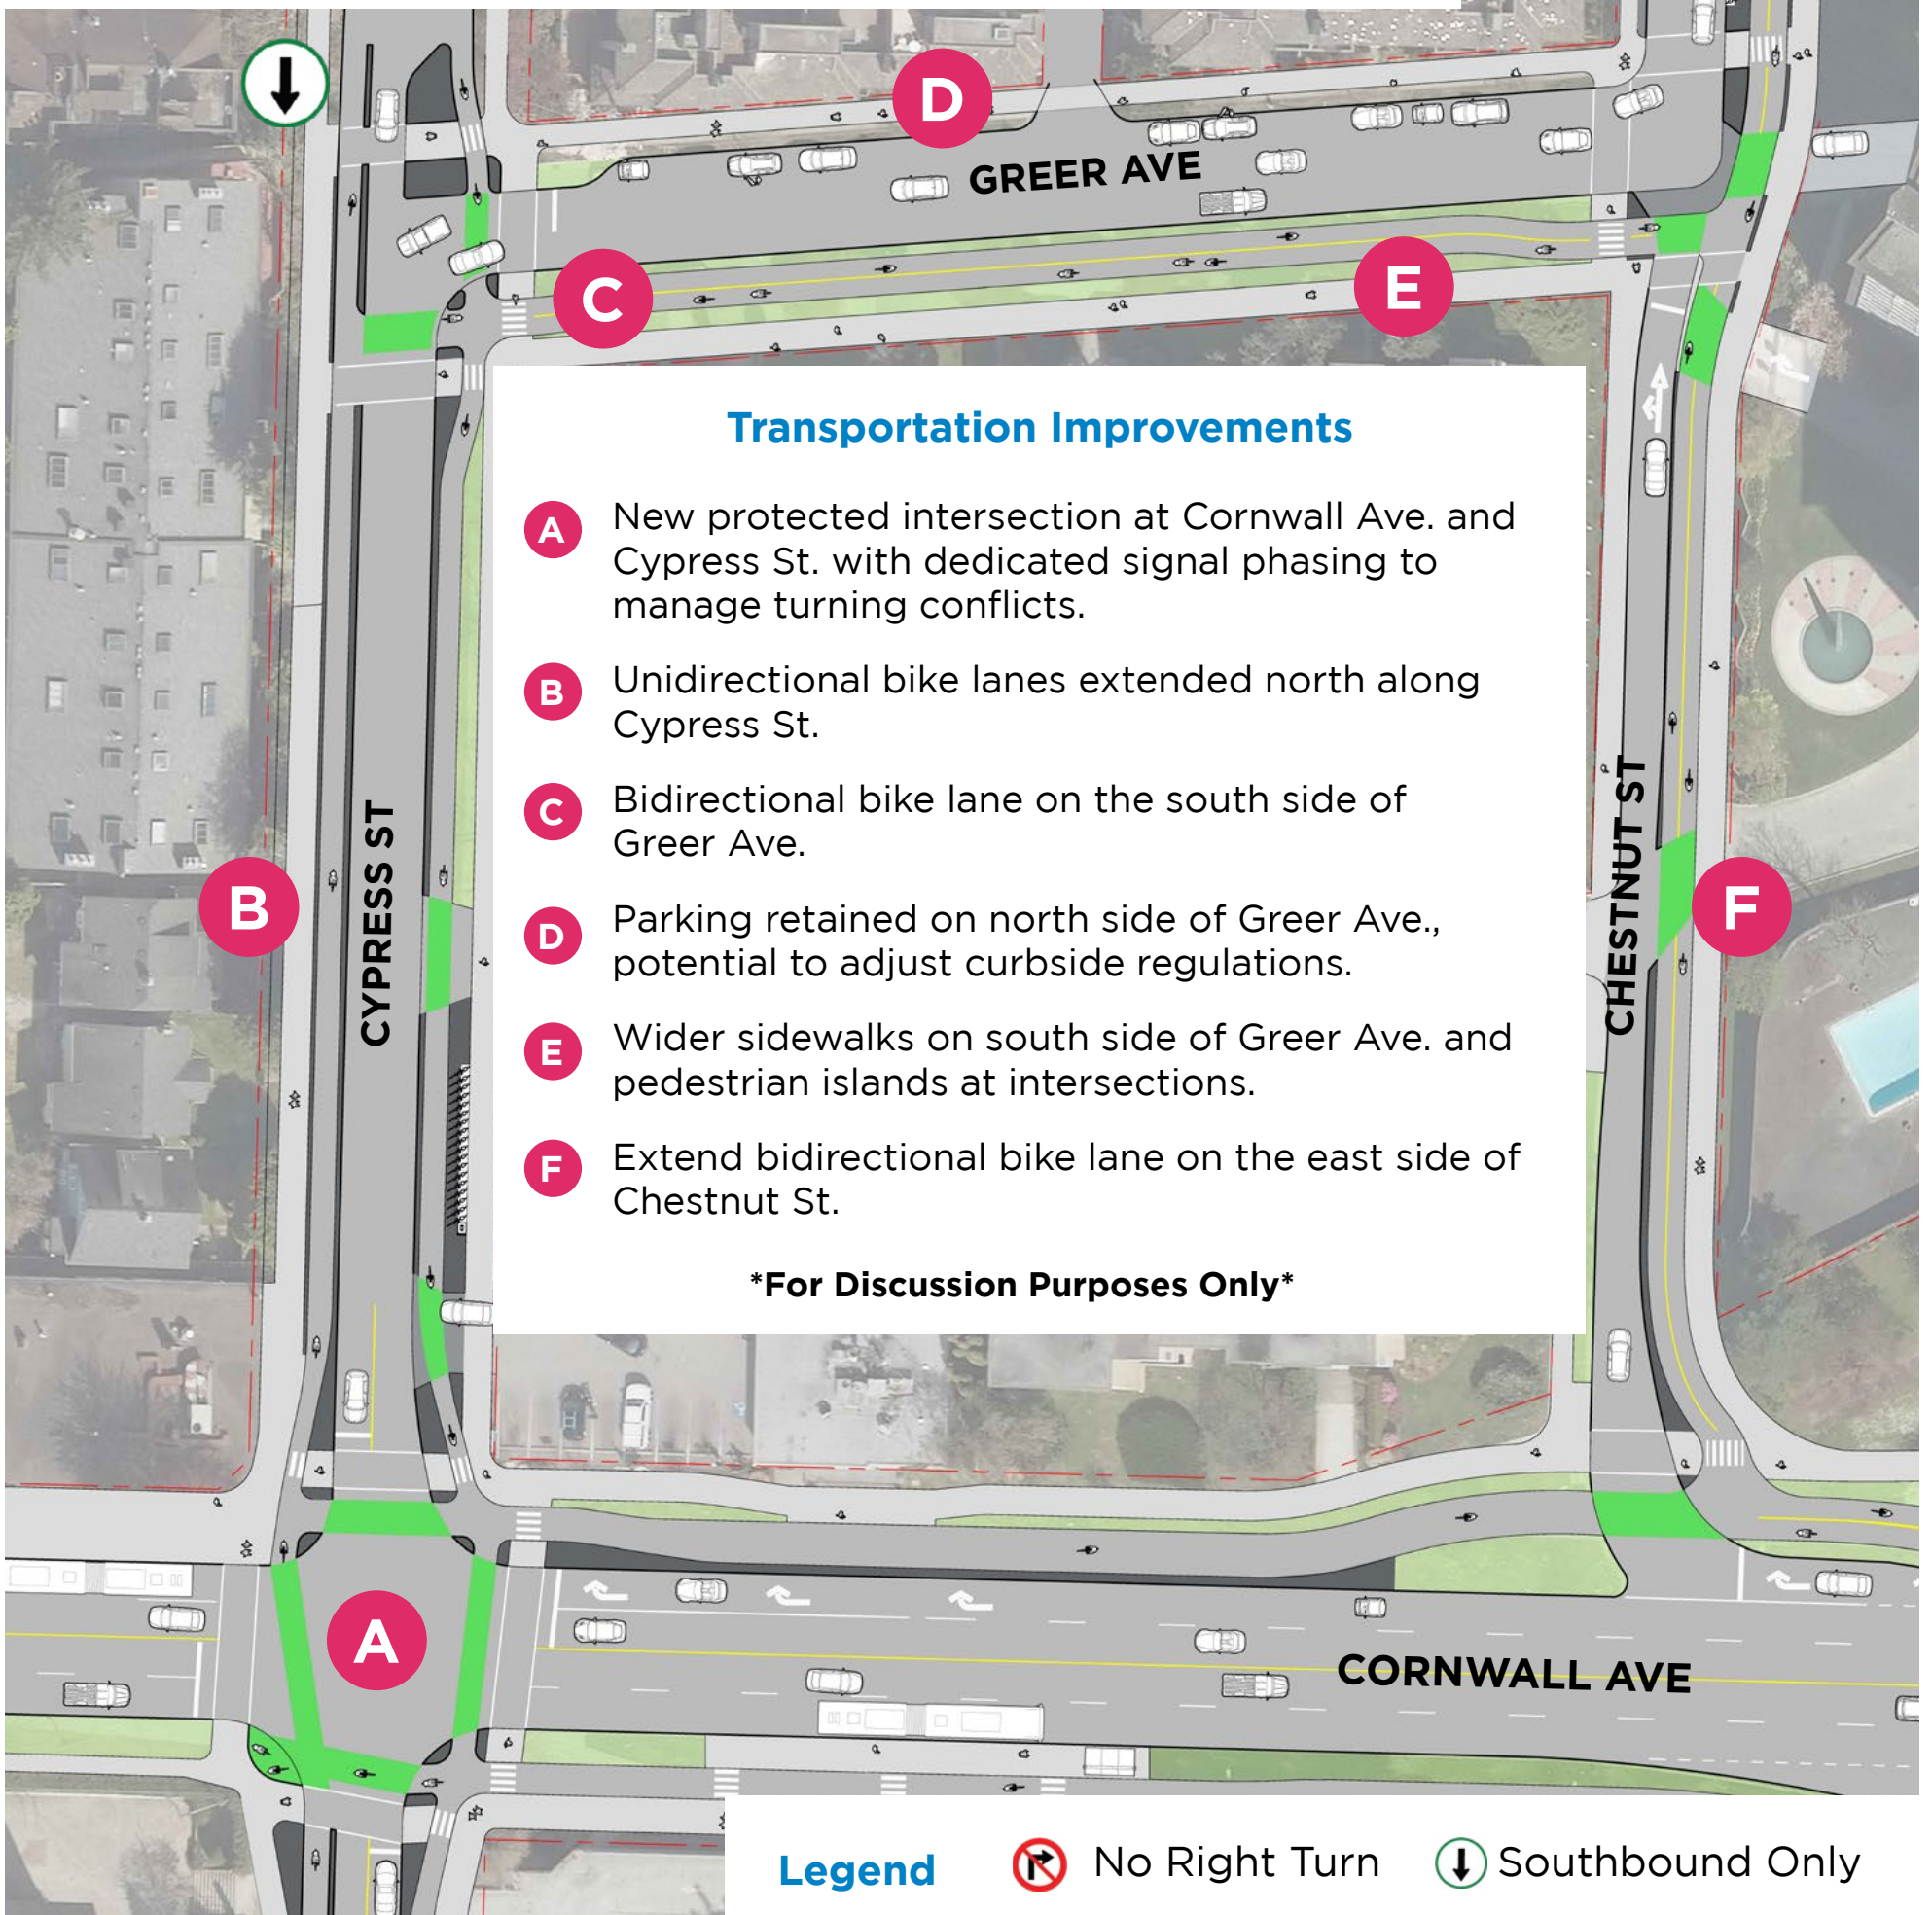 D
GREER AVE
C
E
Transportation Improvements
A
New protected intersection at Cornwall Ave. and
Cypress St. with dedicated signal phasing to
manage turning conflicts.
B
Unidirectional bike lanes extended north along
Cypress St.
C
Bidirectional bike lane on the south side of
Greer Ave.
D
Parking retained on north side of Greer Ave.,
potential to adjust curbside regulations.
E
Wider sidewalks on south side of Greer Ave. and
pedestrian islands at intersections.
F
Extend bidirectional bike lane on the east side of
Chestnut St.
*For Discussion Purposes Only*
B
CYPRESS ST
CHESTNUT ST
F
A
CORNWALL AVE
Legend
No Right Turn
Southbound Only